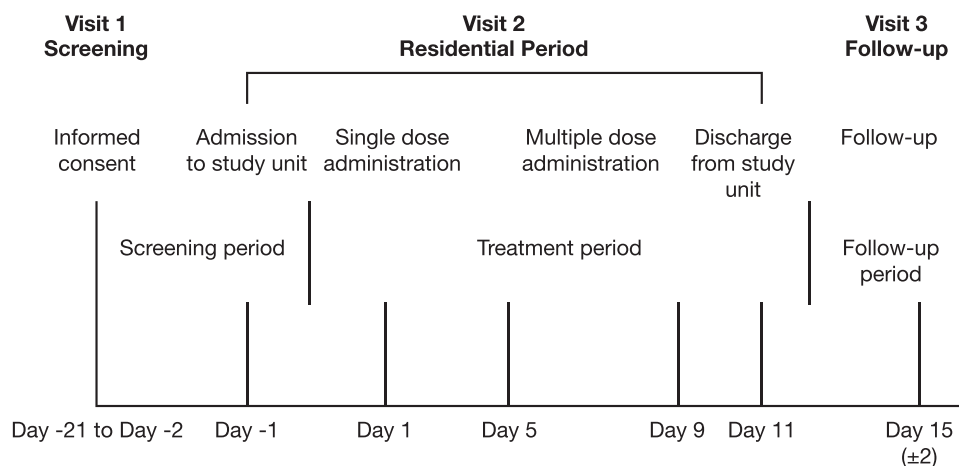 Visit 1
Screening
Visit 2
Residential Period
Visit 3
Follow-up
Informed
consent
Admission
to study unit
Single dose
administration
Multiple dose
administration
Discharge
from study
unit
Follow-up
Screening period
Treatment period
Follow-up
period
Day -21 to Day -2
Day -1
Day 1
Day 5
Day 9
Day 11
Day 15
(±2)